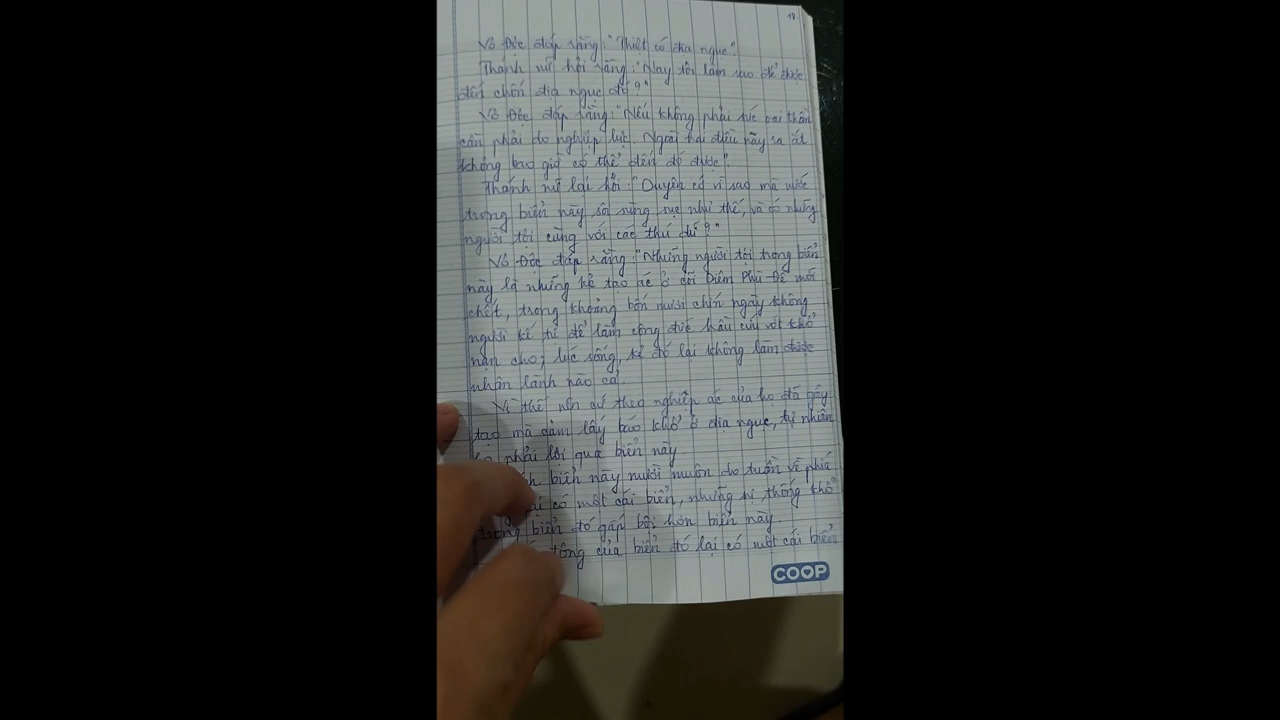 18
Vô Độc đáp rằng: "Thiệt có địa ngục".
Thánh nữ hỏi rằng: "Nay tôi làm sao để được
đến chốn địa ngục đó?"
Vô Độc đáp rằng: "Nếu không phải sức oai thần
cần phải do nghiệp lực. Ngoài hai điều này ra ắt
không bao giờ có thể đến đó được".
Thánh nữ lại hỏi: "Duyên cớ vì sao mà nước
trong biển này sôi sùng sục như thế, và có những
người tội cùng với các thú dữ?"
Vô Độc đáp rằng: "Những người tội trong biển
này là những kẻ tạo ác ở cõi Diêm Phù Đề mới
chết, trong khoảng bốn mươi chín ngày không
người kế tự để làm công đức hầu cứu vớt khổ
nạn cho; lúc sống, kẻ đó lại không làm được
nhân lành nào cả.
Vì thế nên cứ theo nghiệp ác của họ đã gây
tạo mà cảm lấy báo khổ ở địa ngục, tự nhiên
họ phải lội qua biển này
biển này mười muôn do tuần về phía
lại có một cái biển, những sự thống khổ
trong biển đó gấp bội hơn biển này.
đông của biển đó lại có một cái biển
COOP